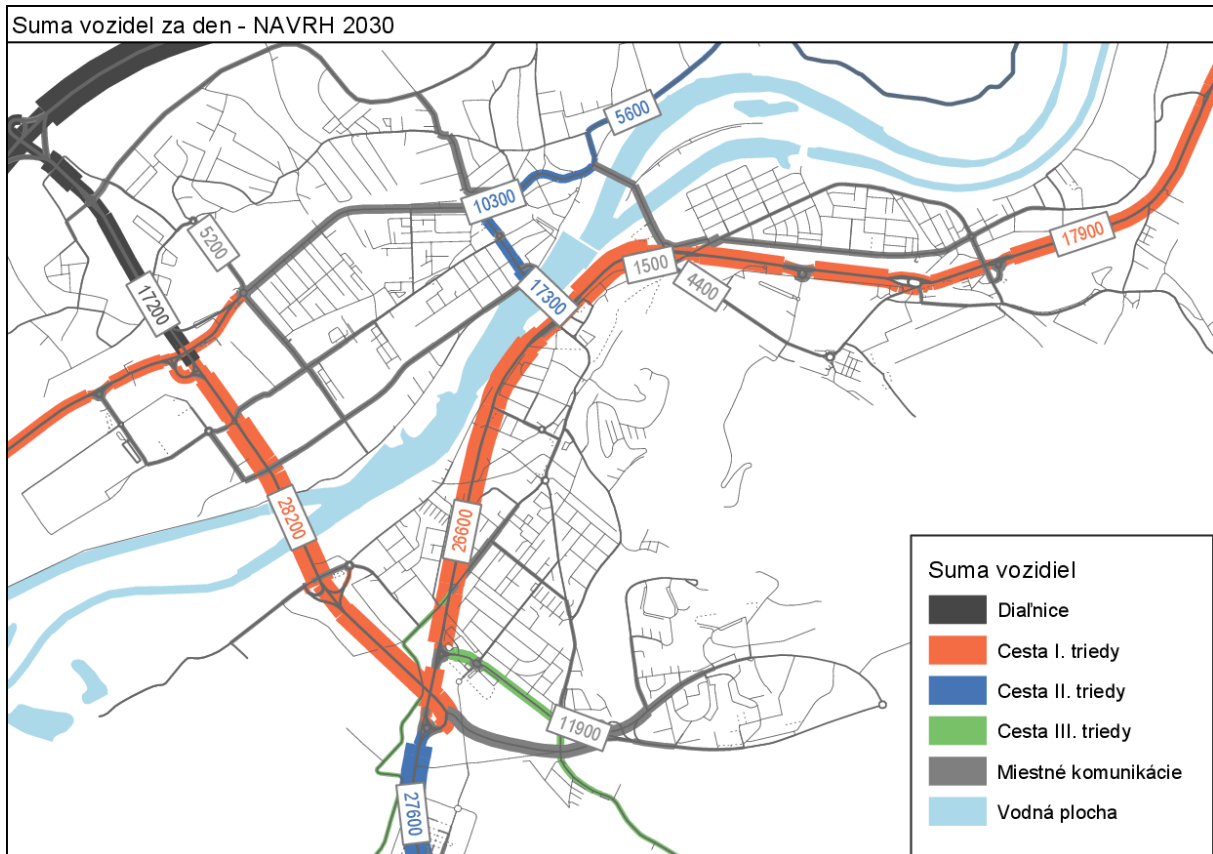 Suma vozidel za den - NAVRH 2030
5600
10300
5200
17900
1500
17300
4400
17200
28200
26600
11900
27600
Suma vozidiel
Diaľnice
Cesta I. triedy
Cesta II. triedy
Cesta III. triedy
Miestné komunikácie
Vodná plocha